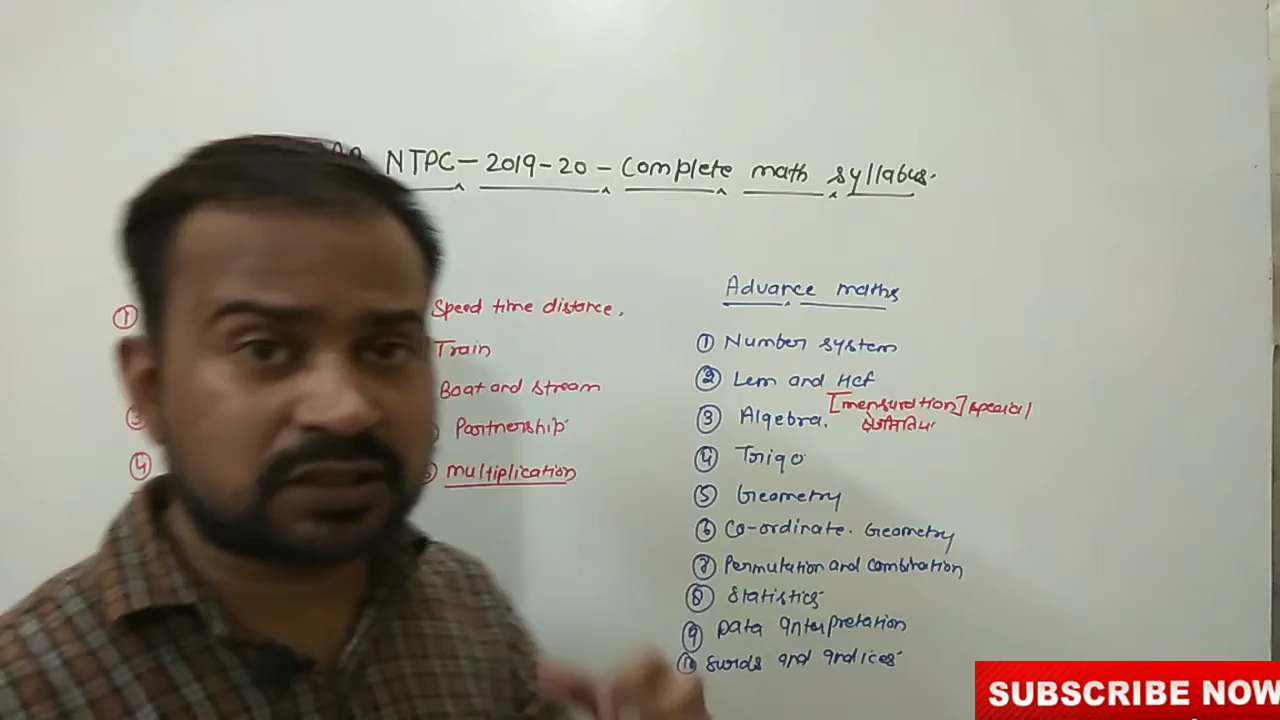 NTPC - 2019-20 - Complete math syllabus.
①
Speed time distance.
Train
Boat and stream
Partnership
④
multiplication
Advance maths
① Number system
② Lcm and Hcf
③ Algebra. [mensuration] special
क्षेत्रमिति
④ Trigo
⑤ Geometry
⑥ Co-ordinate. Geometry
⑦ Permutation and combination
⑧ Statistics
⑨ Data interpretation
⑩ Surds and indices
SUBSCRIBE NOW